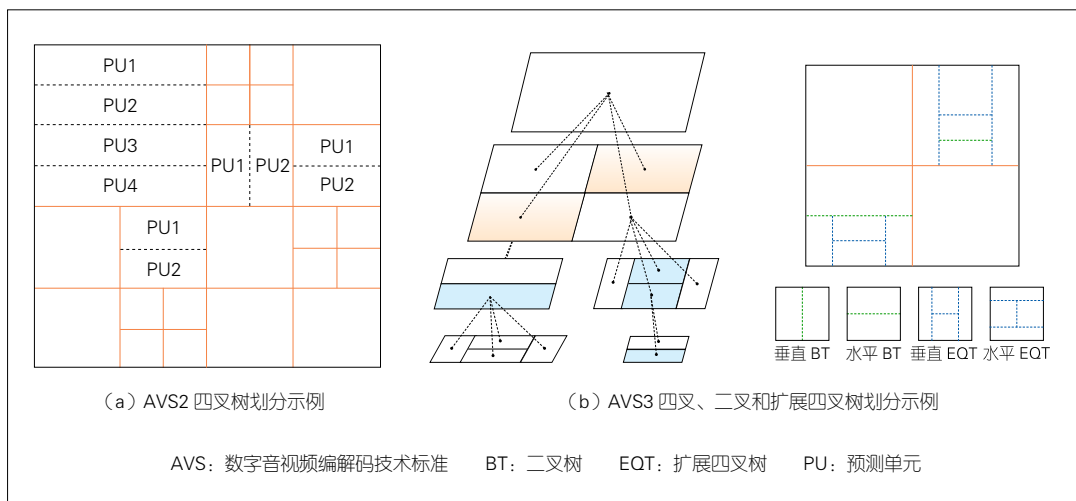 PU1
PU2
PU3
PU4
PU1 PU2
PU1
PU2
PU1
PU2
垂直 BT 水平 BT 垂直 EQT 水平 EQT
（a）AVS2 四叉树划分示例
（b）AVS3 四叉、二叉和扩展四叉树划分示例
AVS：数字音视频编解码技术标准 BT：二叉树 EQT：扩展四叉树 PU：预测单元